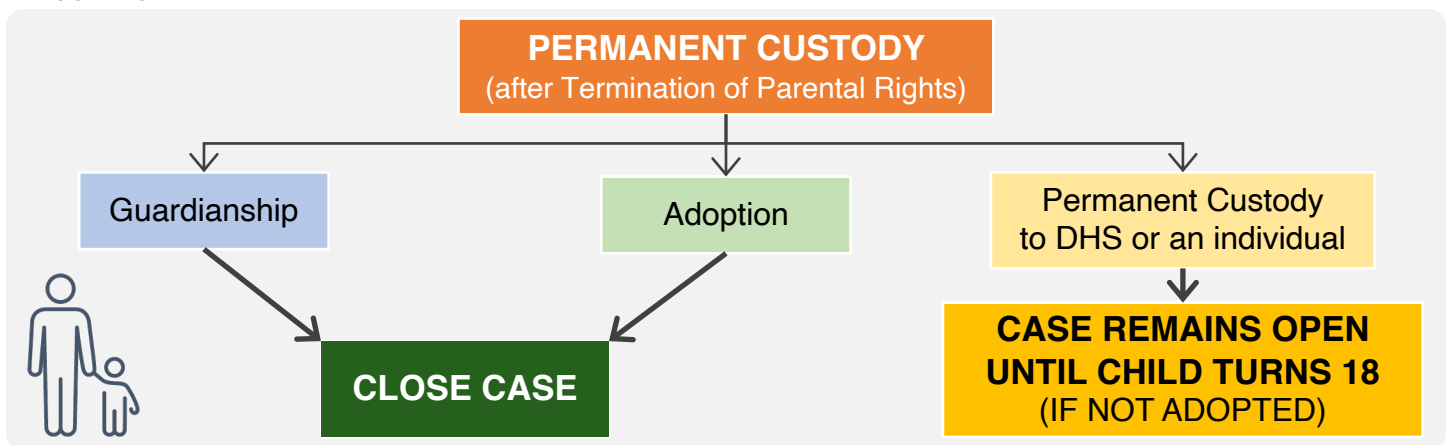 PERMANENT CUSTODY
(after Termination of Parental Rights)
Guardianship
Adoption
Permanent Custody
to DHS or an individual
CLOSE CASE
CASE REMAINS OPEN
UNTIL CHILD TURNS 18
(IF NOT ADOPTED)